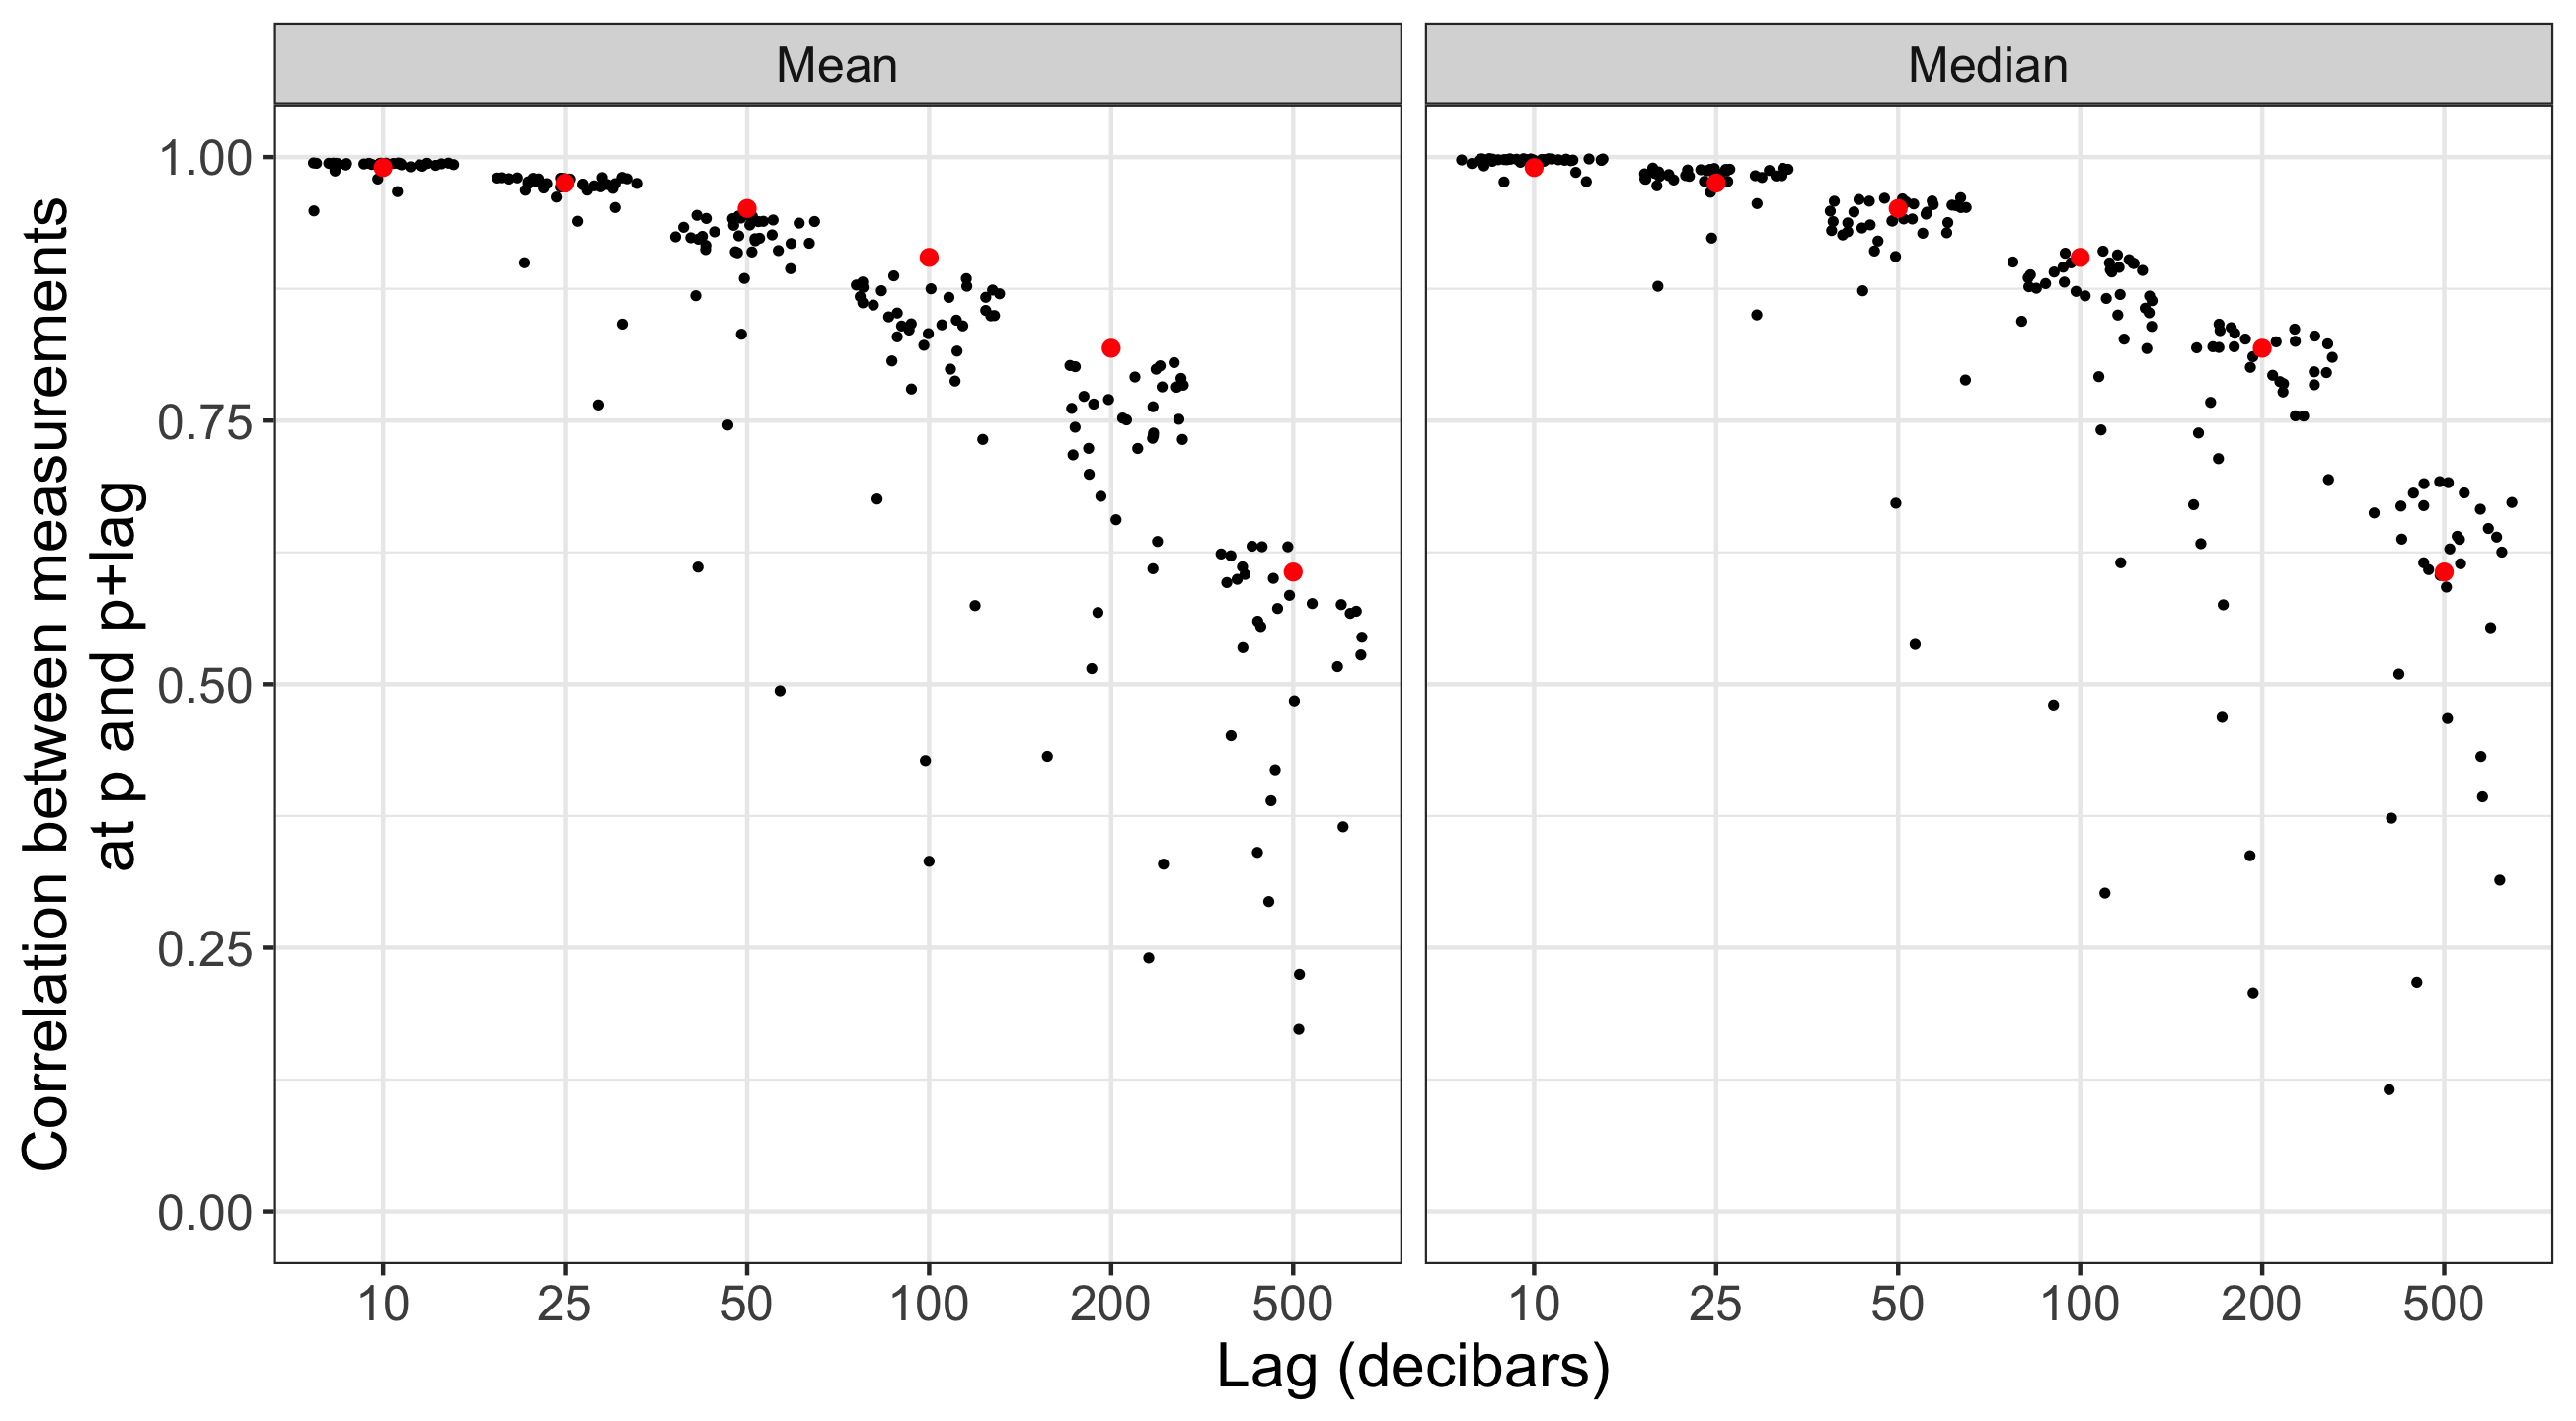 Mean
Median
Correlation between measurements
at p and p+lag
1.00
0.75
0.50
0.25
0.00
10 25 50 100 200 500
10 25 50 100 200 500
Lag (decibars)